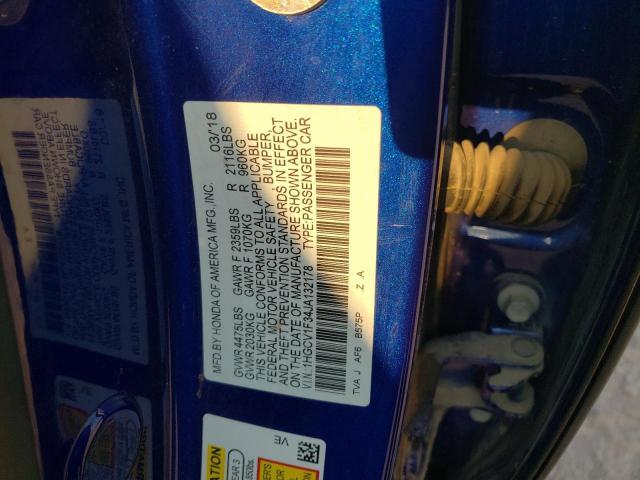 MFD.BY HONDA OF AMERICA MFG.,INC. 03/18
GVWR 4475LBS GAWR F 2359LBS R 2116LBS
GVWR 2030KG GAWR F 1070KG R 960KG
THIS VEHICLE CONFORMS TO ALL APPLICABLE
FEDERAL MOTOR VEHICLE SAFETY, BUMPER,
AND THEFT PREVENTION STANDARDS IN EFFECT
ON THE DATE OF MANUFACTURE SHOWN ABOVE.
V.I.N. 1HGCV1F34JA132178 TYPE:PASSENGER CAR
TVA J AF6 B575P Z A